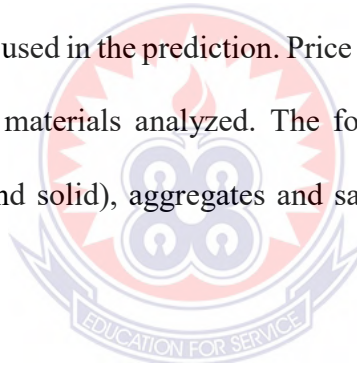 used in the prediction. Price
materials analyzed. The fo
nd solid), aggregates and sa
EDUCATION FOR SERVICE